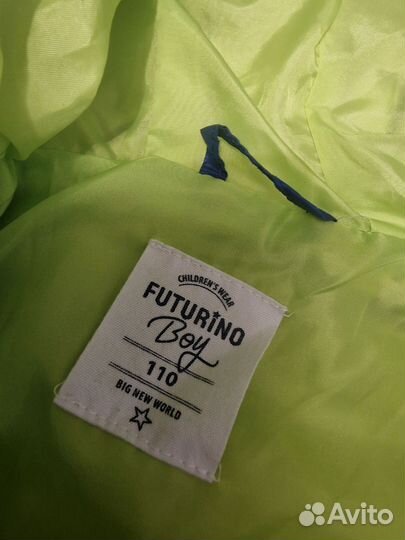 CHILDREN'S WEAR
FUTURINO
Boy
110
BIG NEW WORLD
Avito